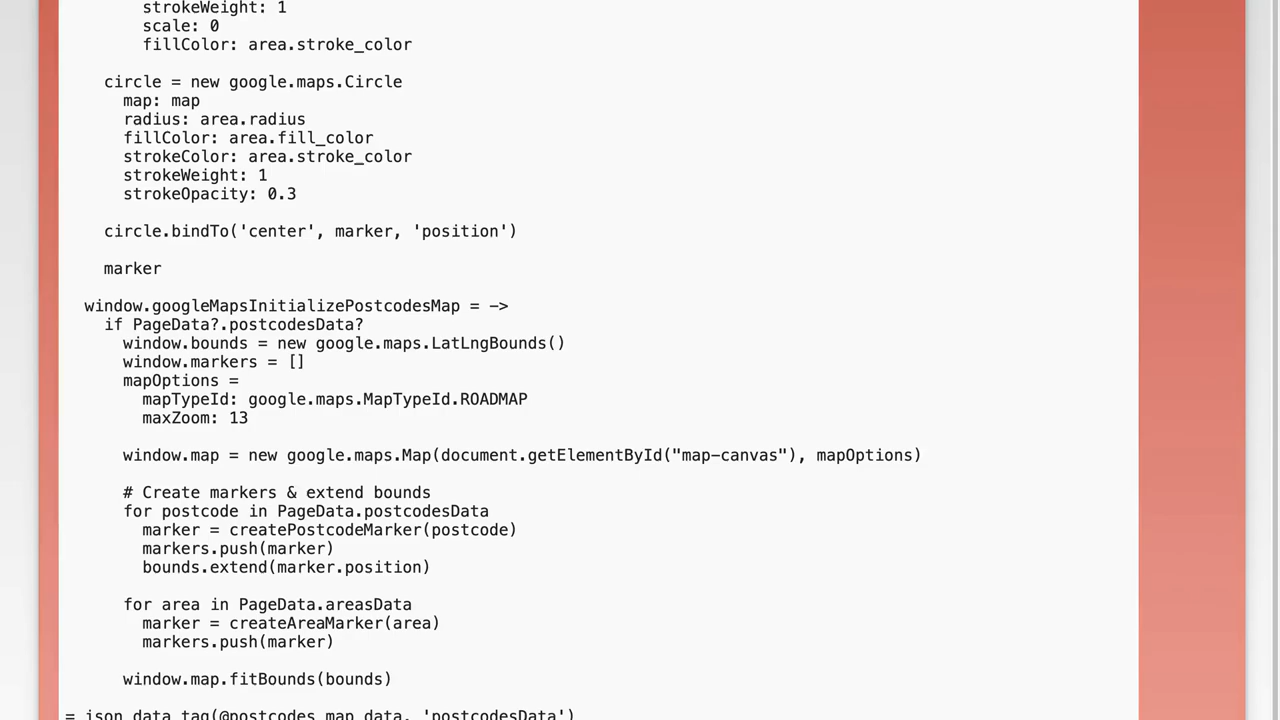 strokeWeight: 1
scale: 0
fillColor: area.stroke_color
circle = new google.maps.Circle
map: map
radius: area.radius
fillColor: area.fill_color
strokeColor: area.stroke_color
strokeWeight: 1
strokeOpacity: 0.3
circle.bindTo('center', marker, 'position')
marker
window.googleMapsInitializePostcodesMap = ->
if PageData?.postcodesData?
window.bounds = new google.maps.LatLngBounds()
window.markers = []
mapOptions =
mapTypeId: google.maps.MapTypeId.ROADMAP
maxZoom: 13
window.map = new google.maps.Map(document.getElementById("map-canvas"), mapOptions)
# Create markers & extend bounds
for postcode in PageData.postcodesData
marker = createPostcodeMarker(postcode)
markers.push(marker)
bounds.extend(marker.position)
for area in PageData.areasData
marker = createAreaMarker(area)
markers.push(marker)
window.map.fitBounds(bounds)
= json_data_tag(@postcodes_map_data, 'postcodesData')